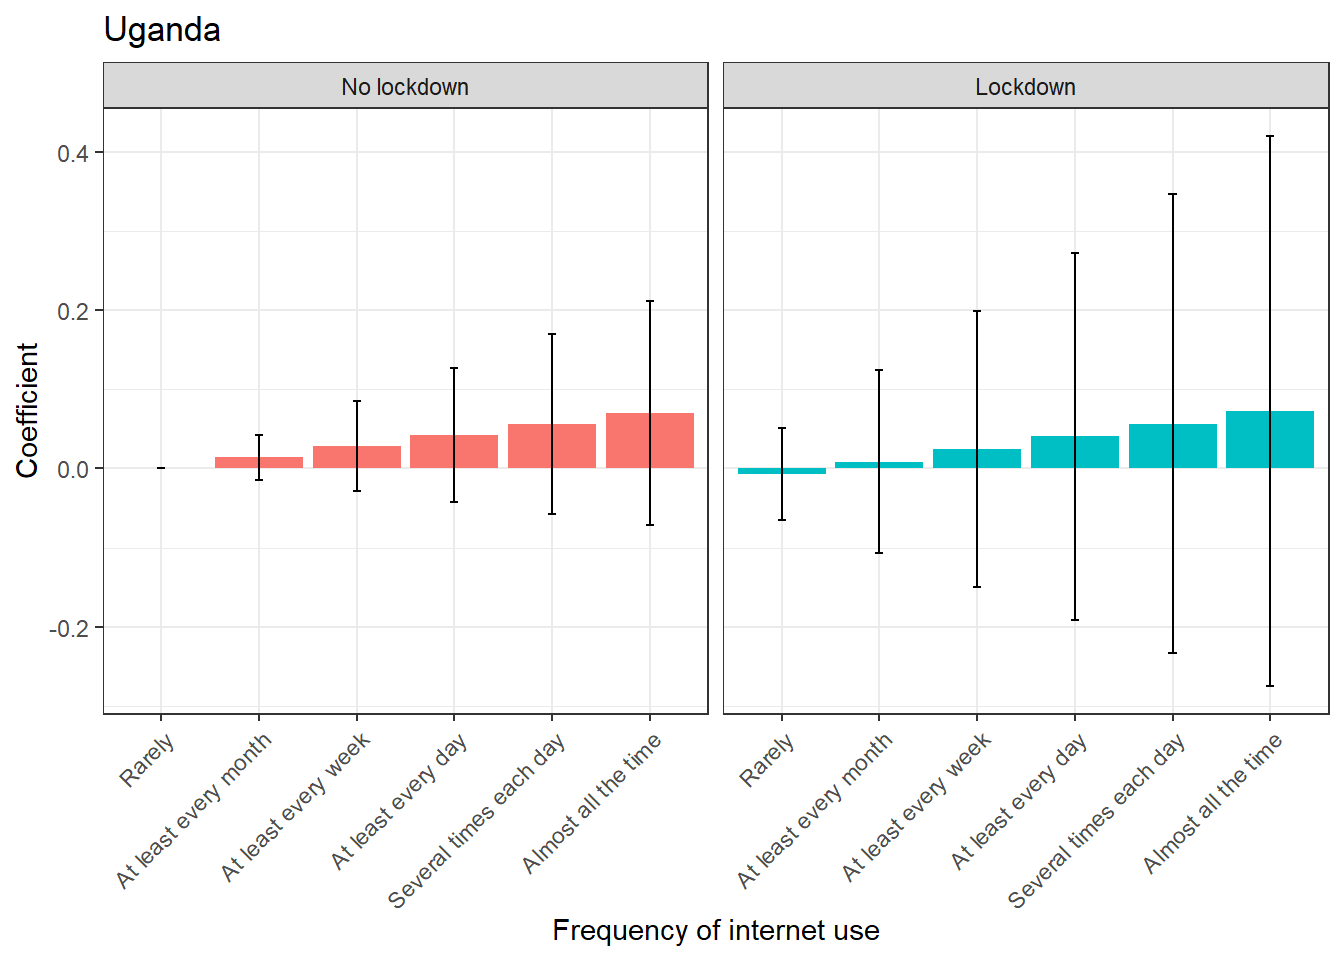 Uganda
No lockdown
Lockdown
Coefficient
0.4
0.2
0.0
-0.2
Rarely
At least every month
At least every week
At least every day
Several times each day
Almost all the time
Rarely
At least every month
At least every week
At least every day
Several times each day
Almost all the time
Frequency of internet use